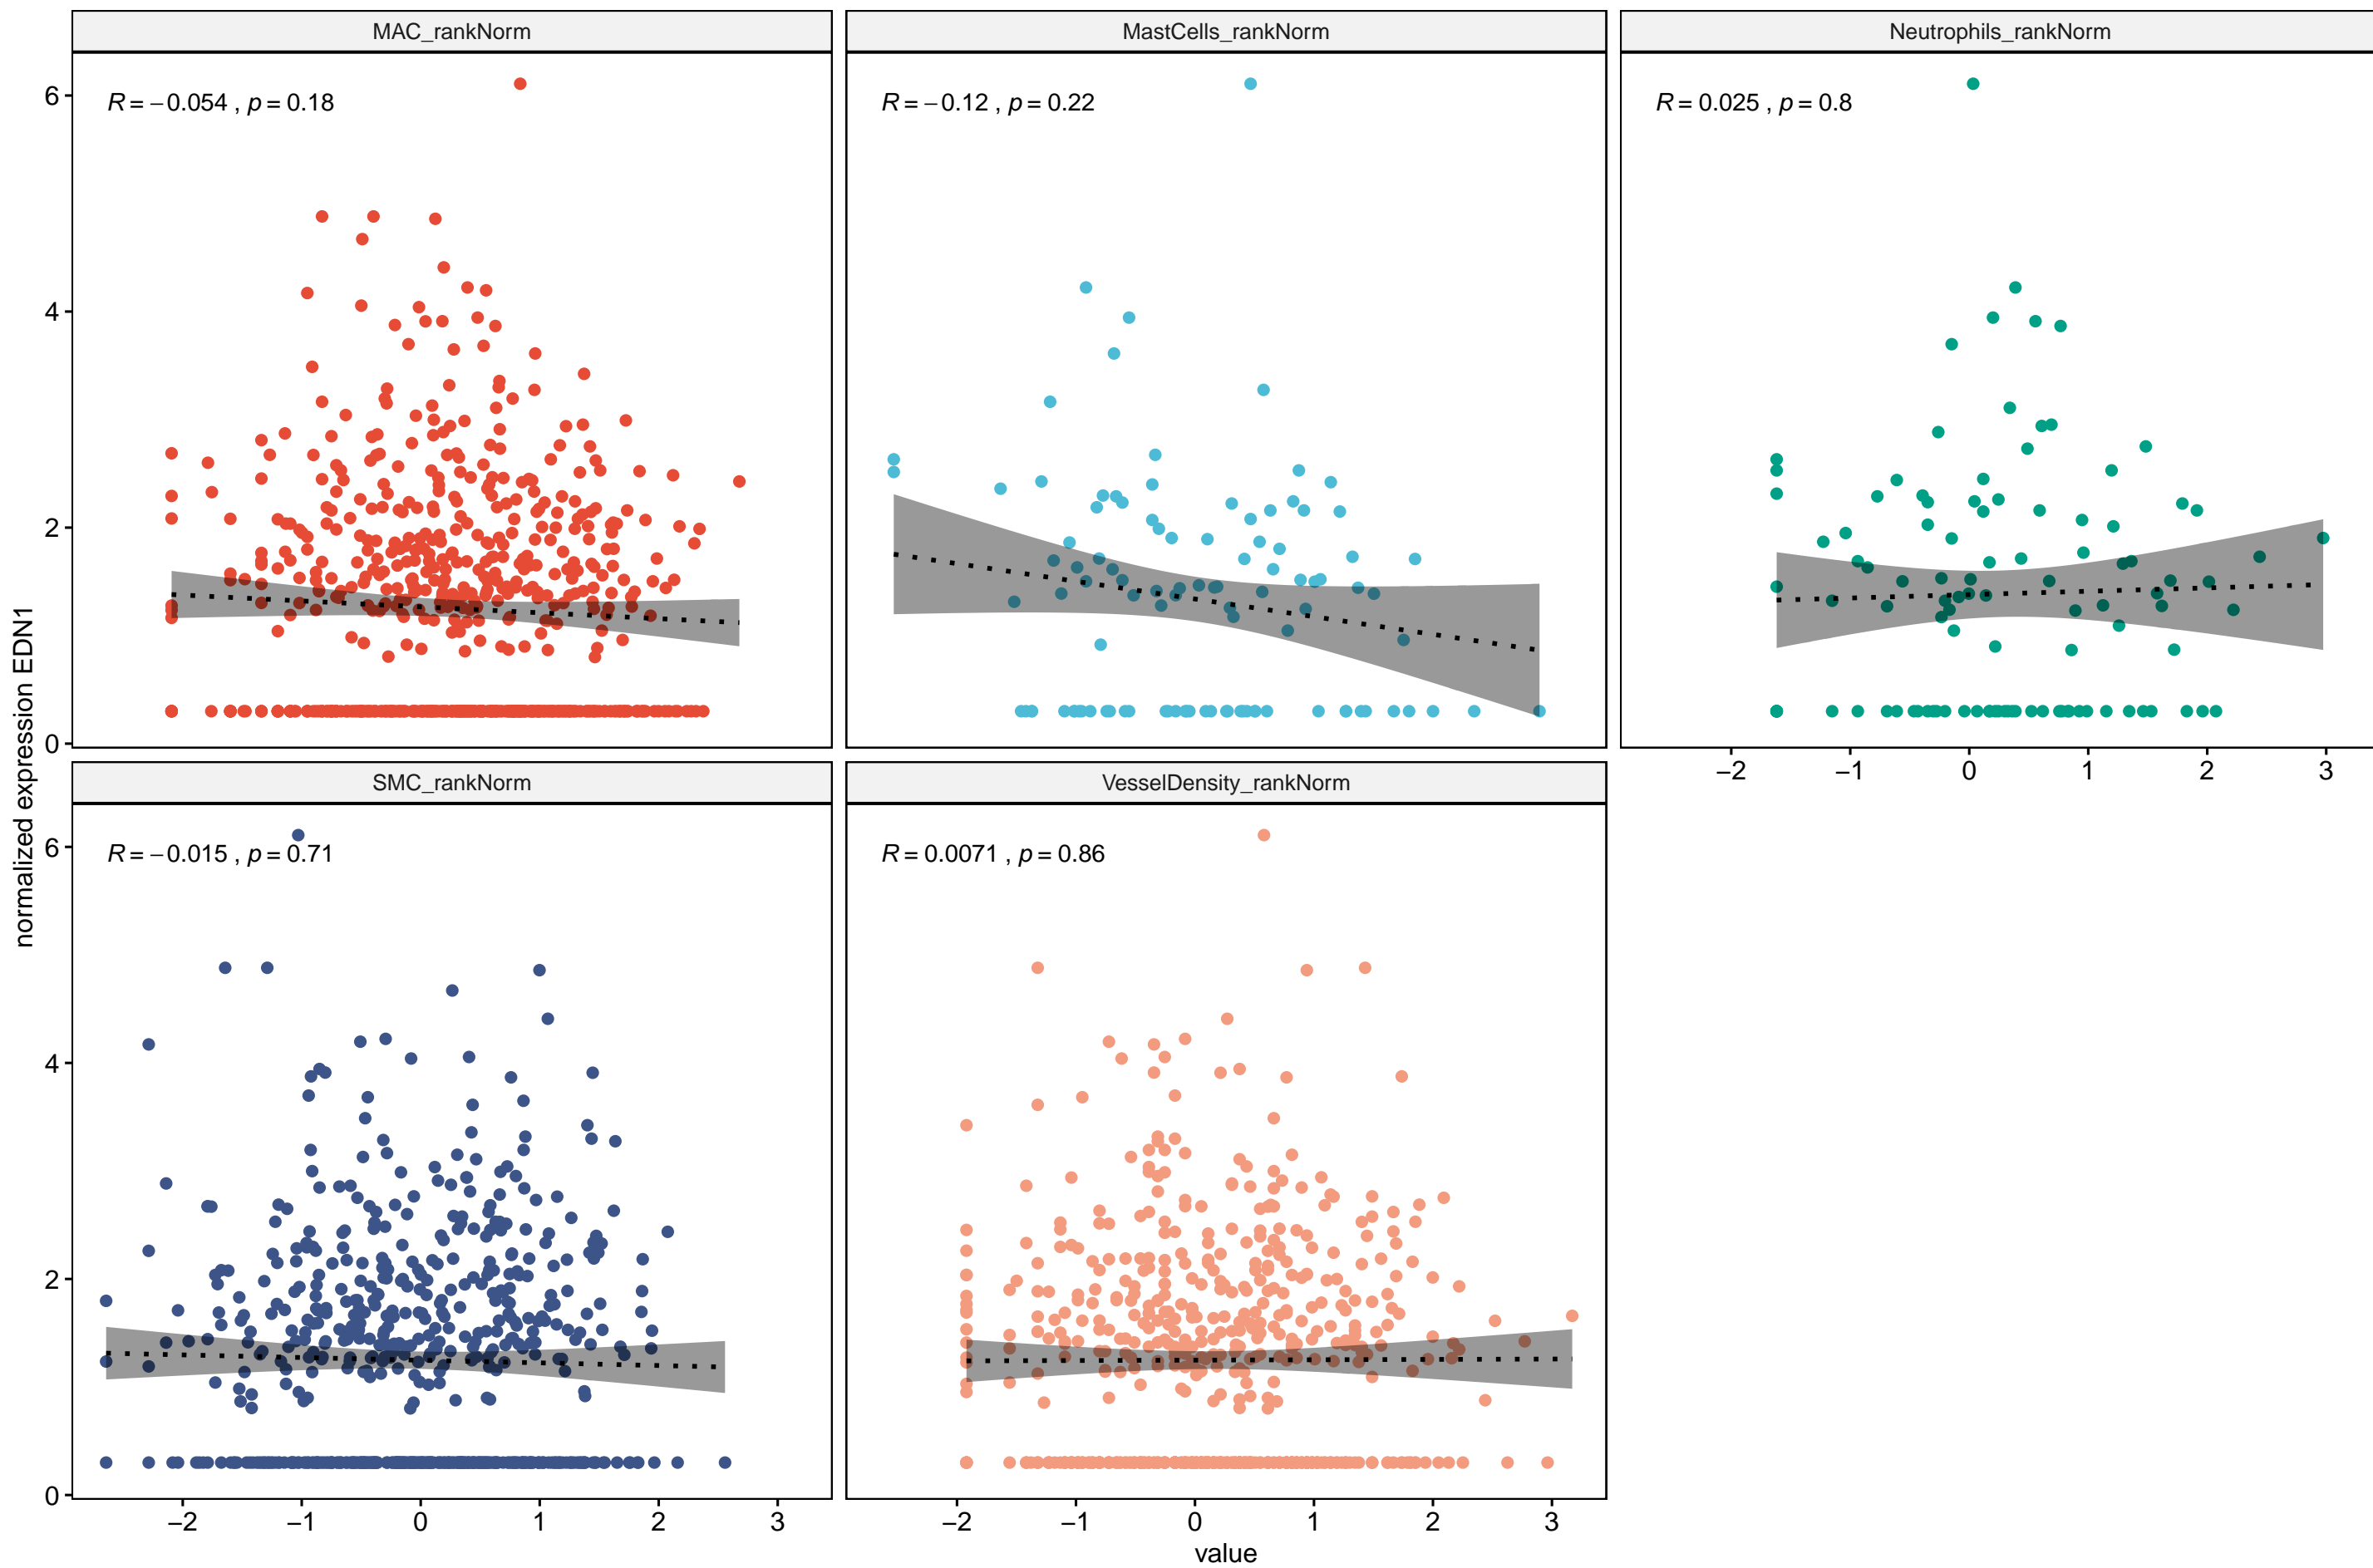 MAC_rankNorm
MastCells_rankNorm
Neutrophils_rankNorm
R = −0.054 , p = 0.18
R = −0.12 , p = 0.22
R = 0.025 , p = 0.8
6
4
2
0
−2 −1 0 1 2 3
normalized expression EDN1
SMC_rankNorm
VesselDensity_rankNorm
R = −0.015 , p = 0.71
R = 0.0071 , p = 0.86
6
4
2
0
−2 −1 0 1 2 3
−2 −1 0 1 2 3
value